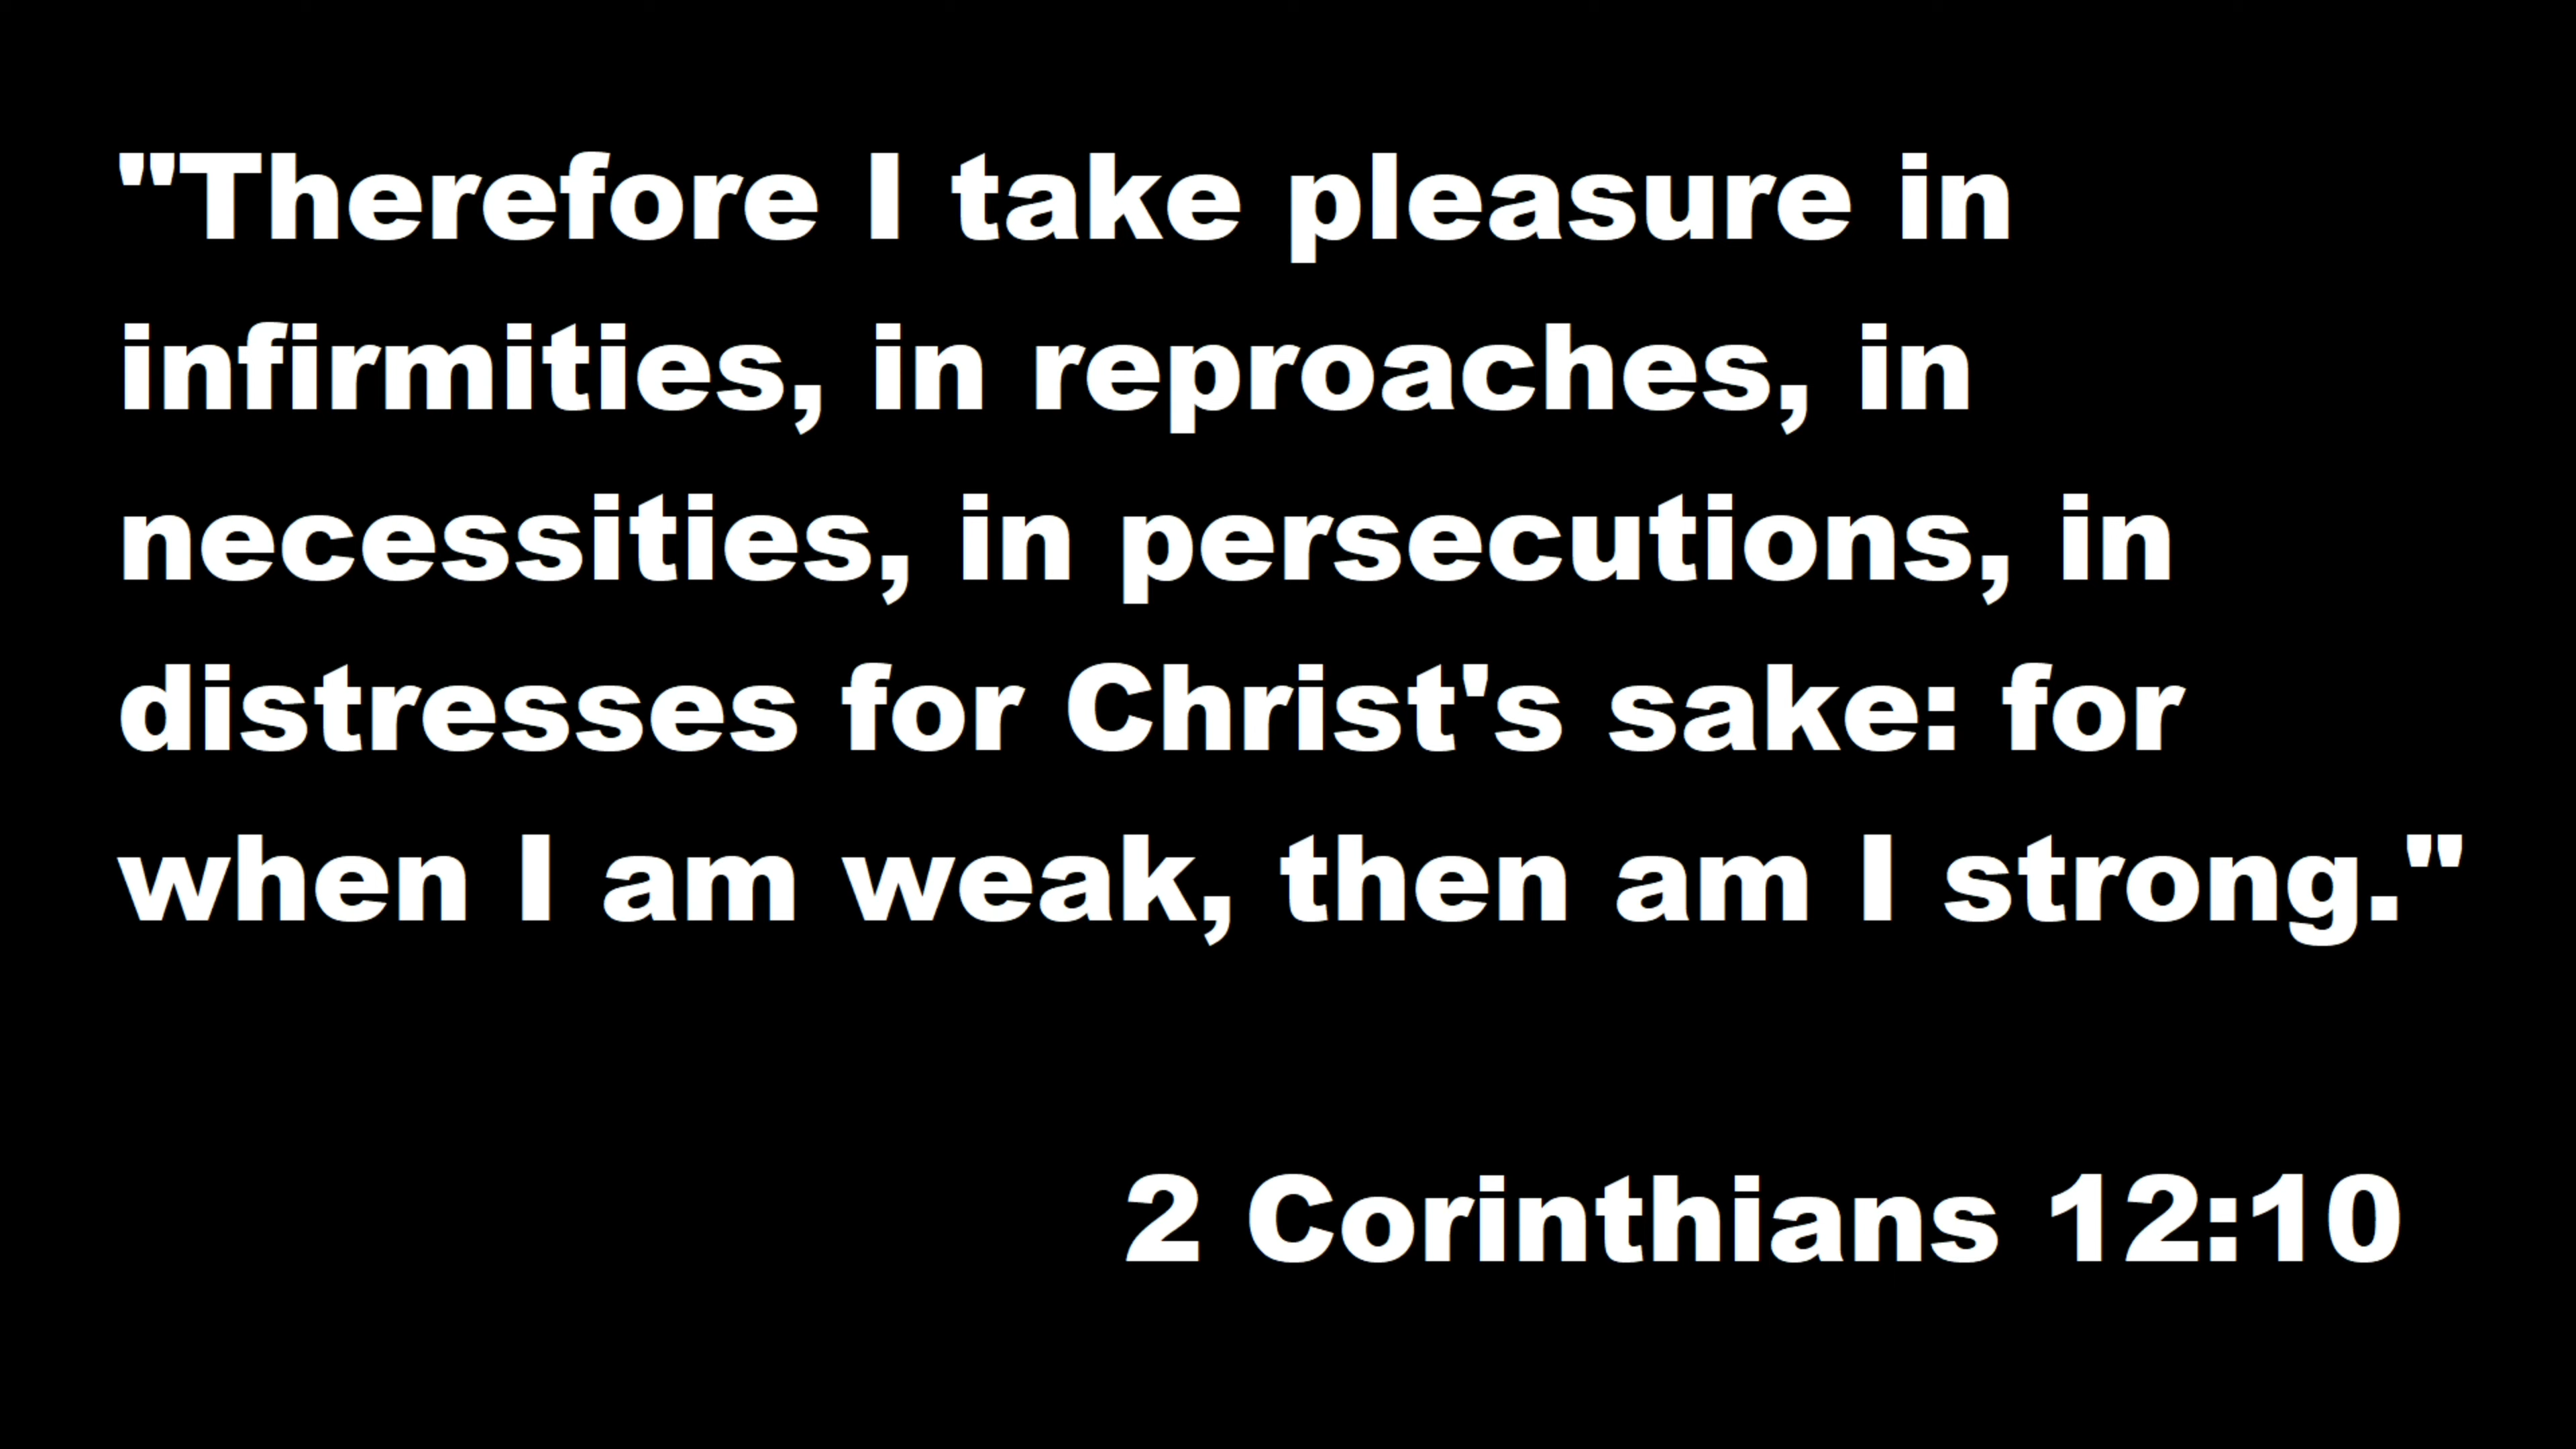 "Therefore I take pleasure in
infirmities, in reproaches, in
necessities, in persecutions, in
distresses for Christ's sake: for
when I am weak, then am I strong."
2 Corinthians 12:10